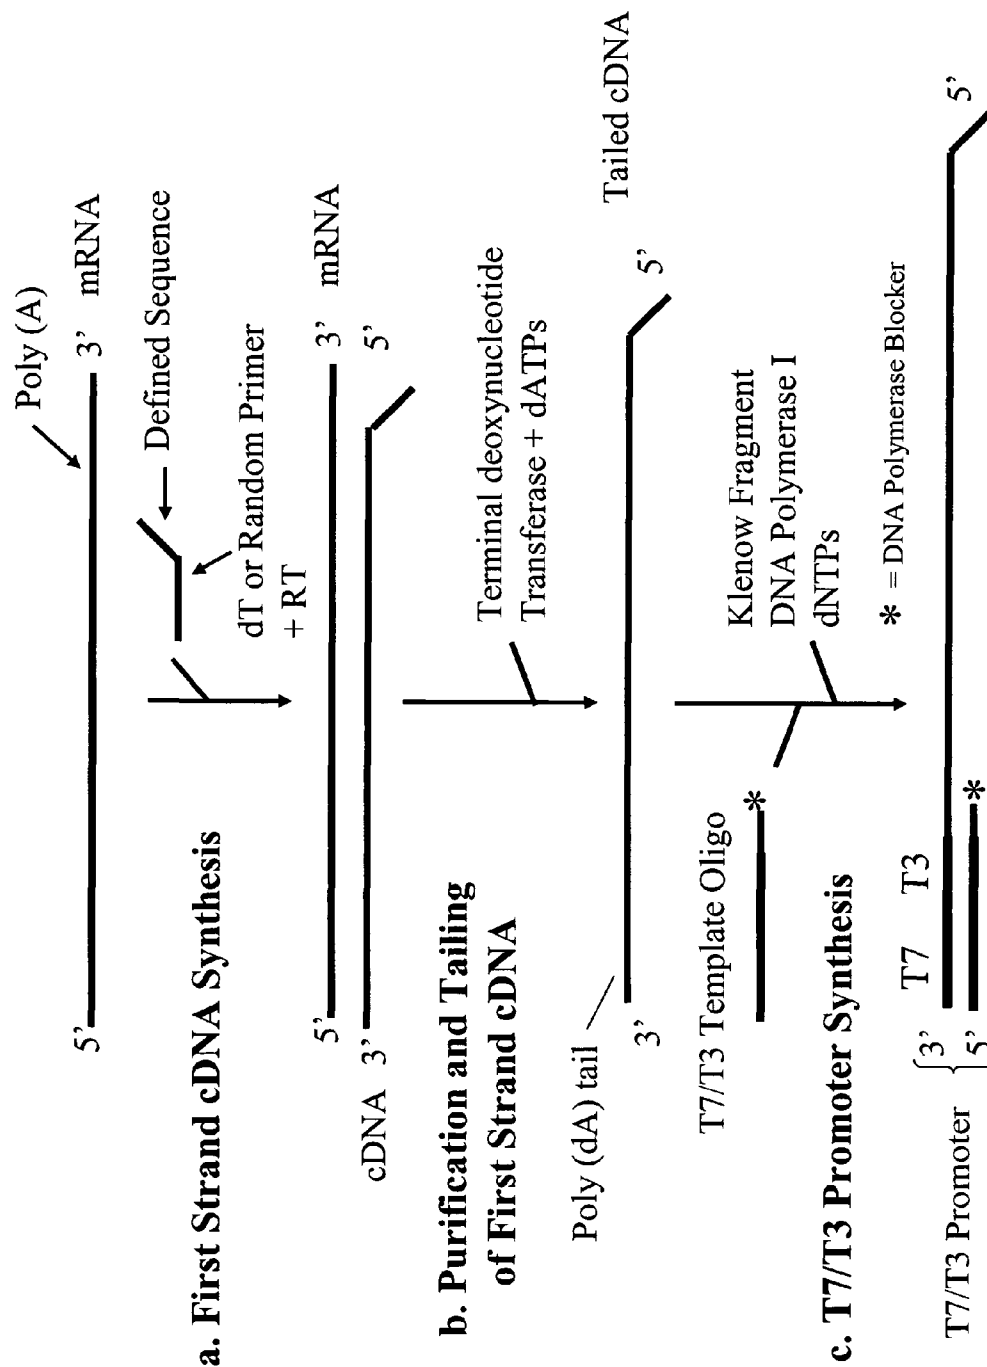 Poly (A)
5’
3’ mRNA
Defined Sequence
dT or Random Primer
+ RT
a. First Strand cDNA Synthesis
5’
3’ mRNA
cDNA 3’
5’
b. Purification and Tailing
of First Strand cDNA
Terminal deoxynucleotide
Transferase + dATPs
Poly (dA) tail
3’
5’
Tailed cDNA
T7/T3 Template Oligo
*
Klenow Fragment
DNA Polymerase I
dNTPs
c. T7/T3 Promoter Synthesis
* = DNA Polymerase Blocker
T7 T3
3’
5’
5’
*
T7/T3 Promoter